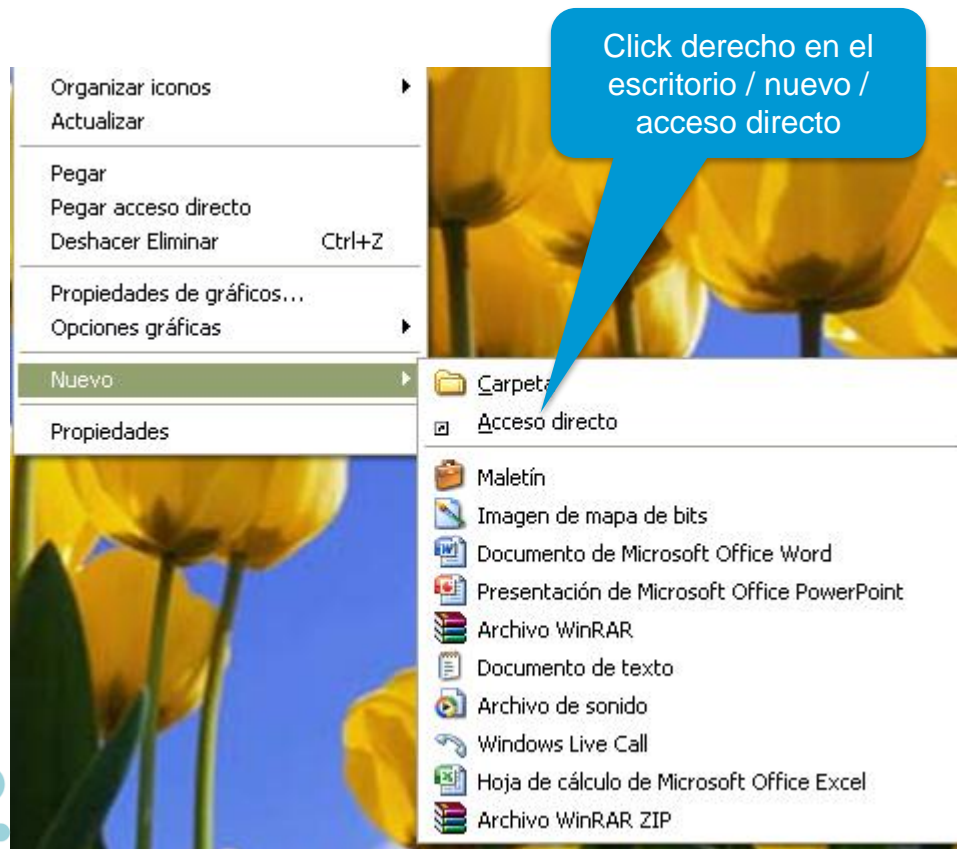 Click derecho en el
escritorio / nuevo /
acceso directo
Organizar iconos
Actualizar
Pegar
Pegar acceso directo
Deshacer Eliminar Ctrl+Z
Propiedades de gráficos...
Opciones gráficas
Nuevo
Propiedades
Carpeta
Acceso directo
Maletín
Imagen de mapa de bits
Documento de Microsoft Office Word
Presentación de Microsoft Office PowerPoint
Archivo WinRAR
Documento de texto
Archivo de sonido
Windows Live Call
Hoja de cálculo de Microsoft Office Excel
Archivo WinRAR ZIP